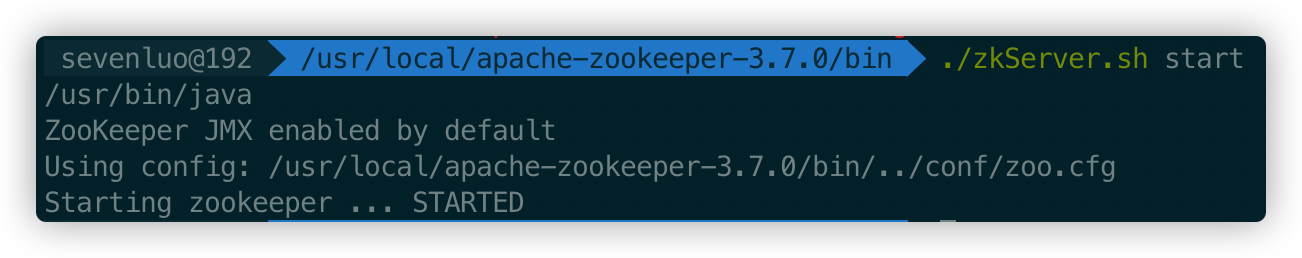 sevenluo@192 /usr/local/apache-zookeeper-3.7.0/bin ./zkServer.sh start
/usr/bin/java
ZooKeeper JMX enabled by default
Using config: /usr/local/apache-zookeeper-3.7.0/bin/../conf/zoo.cfg
Starting zookeeper ... STARTED